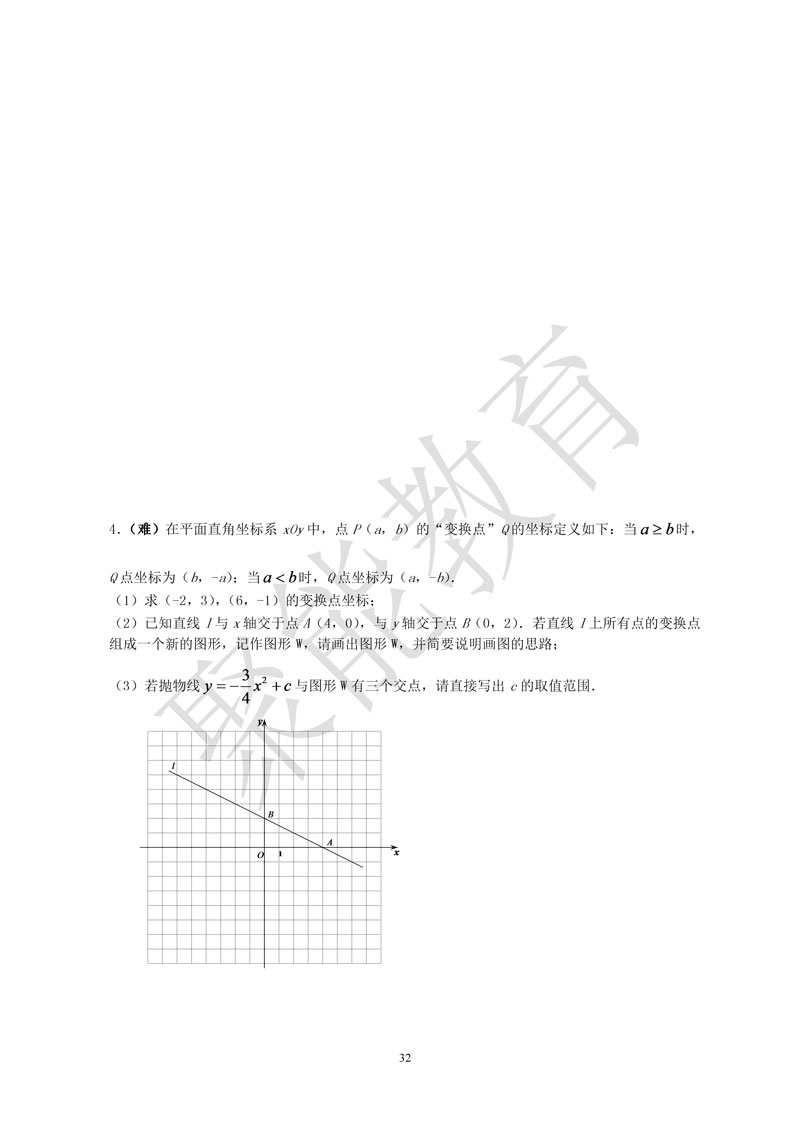 4.（难）在平面直角坐标系 xOy 中，点 P（a，b）的“变换点”Q 的坐标定义如下：当 a≥b 时，
Q 点坐标为（b，-a）；当 a<b 时，Q 点坐标为（a，-b）.
（1）求（-2，3），（6，-1）的变换点坐标；
（2）已知直线 l 与 x 轴交于点 A（4，0），与 y 轴交于点 B（0，2）．若直线 l 上所有点的变换点
组成一个新的图形，记作图形 W，请画出图形 W，并简要说明画图的思路；
（3）若抛物线 y = -\frac{3}{4}x² + c 与图形 W 有三个交点，请直接写出 c 的取值范围．
y
l
B
A
O 1
x
32
聚能教育